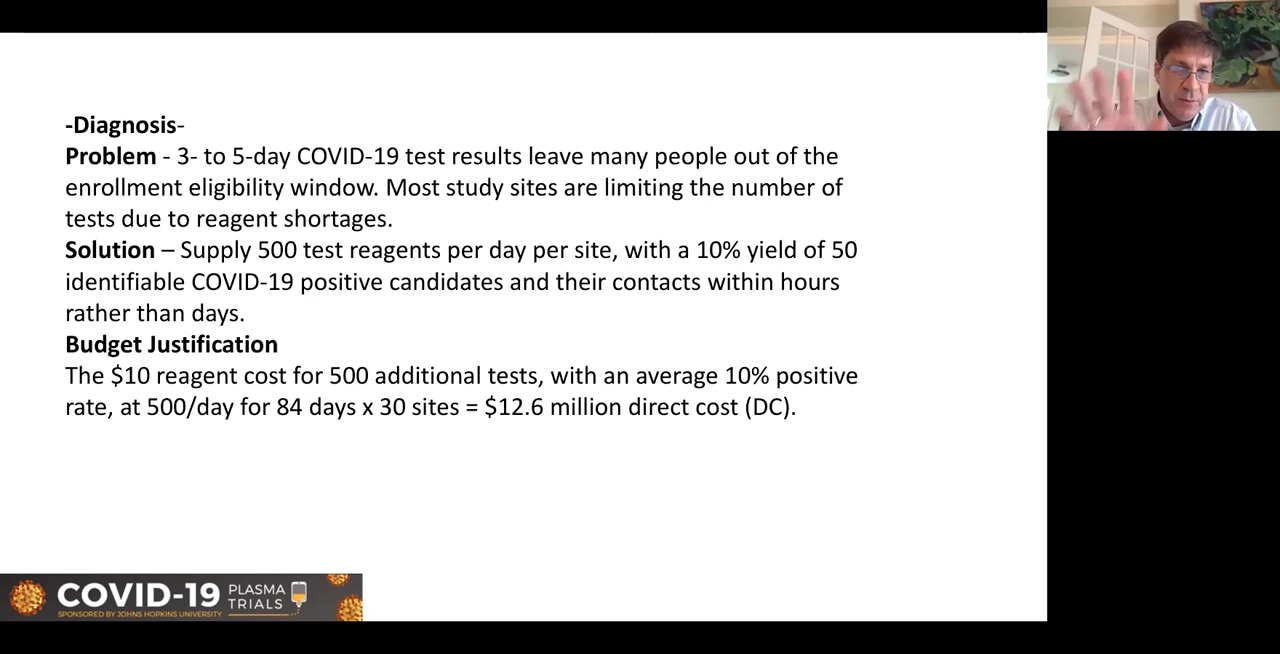 -Diagnosis-
Problem - 3- to 5-day COVID-19 test results leave many people out of the
enrollment eligibility window. Most study sites are limiting the number of
tests due to reagent shortages.
Solution – Supply 500 test reagents per day per site, with a 10% yield of 50
identifiable COVID-19 positive candidates and their contacts within hours
rather than days.
Budget Justification
The $10 reagent cost for 500 additional tests, with an average 10% positive
rate, at 500/day for 84 days x 30 sites = $12.6 million direct cost (DC).
COVID-19 PLASMA
TRIALS
SPONSORED BY JOHNS HOPKINS UNIVERSITY